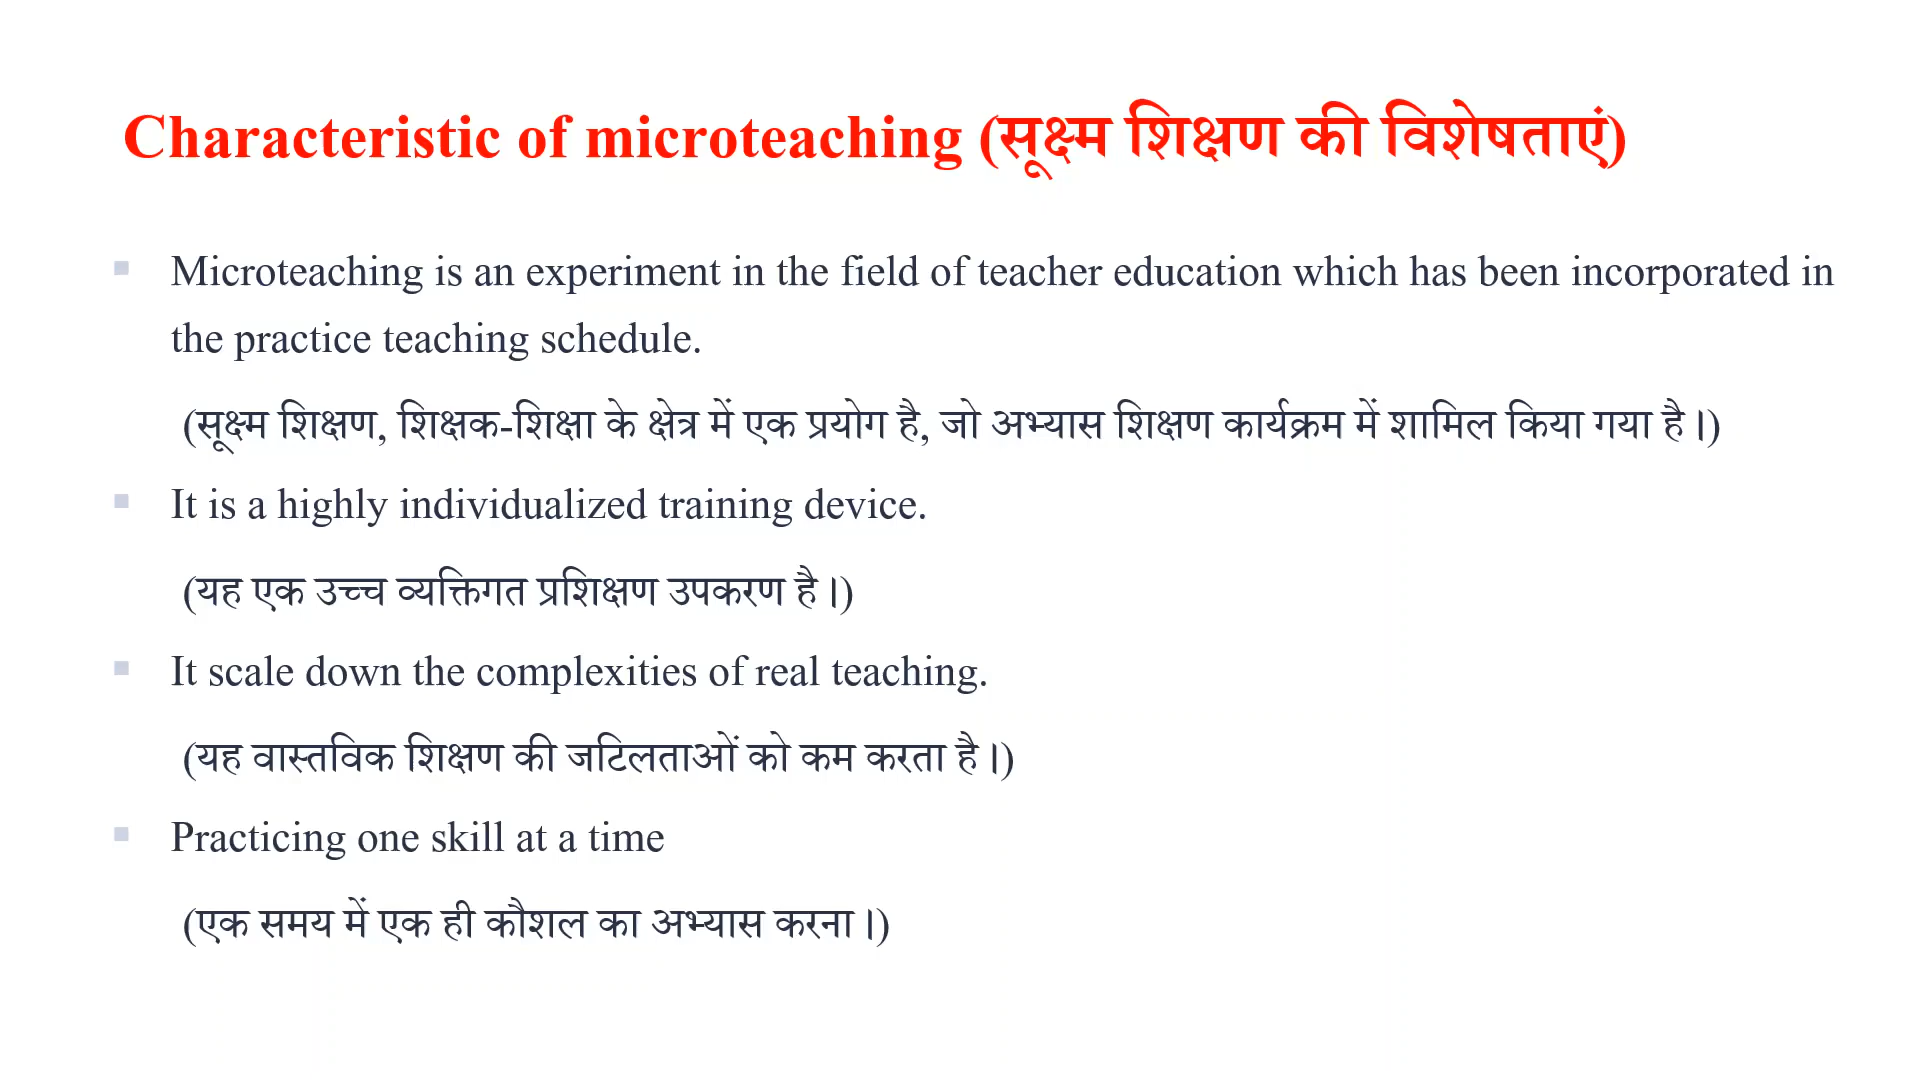 Characteristic of microteaching (सूक्ष्म शिक्षण की विशेषताएं)
Microteaching is an experiment in the field of teacher education which has been incorporated in
the practice teaching schedule.
(सूक्ष्म शिक्षण, शिक्षक-शिक्षा के क्षेत्र में एक प्रयोग है, जो अभ्यास शिक्षण कार्यक्रम में शामिल किया गया है।)
It is a highly individualized training device.
(यह एक उच्च व्यक्तिगत प्रशिक्षण उपकरण है।)
It scale down the complexities of real teaching.
(यह वास्तविक शिक्षण की जटिलताओं को कम करता है।)
Practicing one skill at a time
(एक समय में एक ही कौशल का अभ्यास करना।)